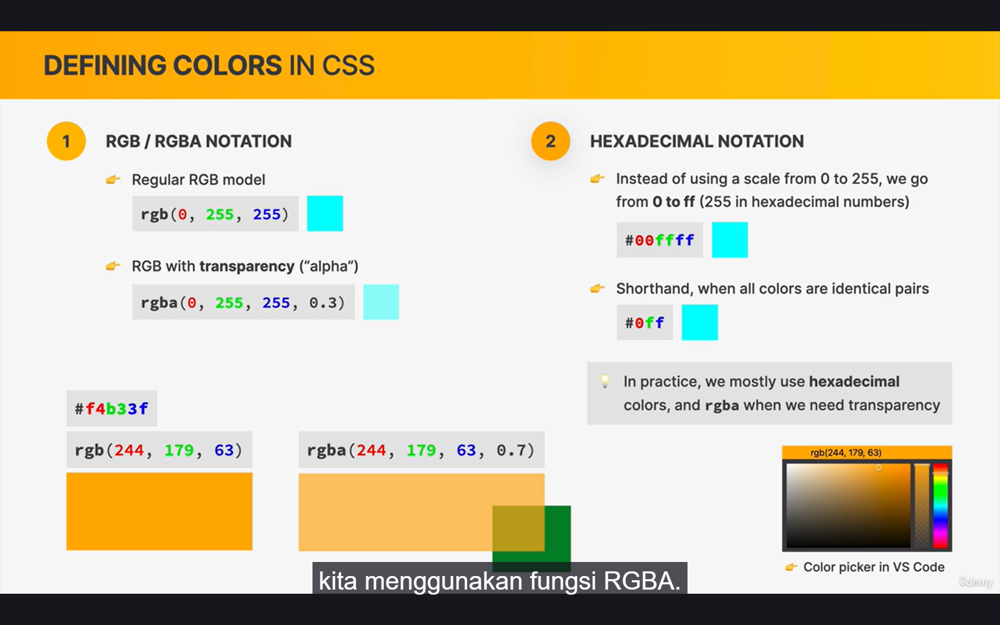 DEFINING COLORS IN CSS
1
RGB / RGBA NOTATION
Regular RGB model
rgb(0, 255, 255)
RGB with transparency (“alpha”)
rgba(0, 255, 255, 0.3)
#f4b33f
rgb(244, 179, 63)
rgba(244, 179, 63, 0.7)
2
HEXADECIMAL NOTATION
Instead of using a scale from 0 to 255, we go
from 0 to ff (255 in hexadecimal numbers)
#00ffff
Shorthand, when all colors are identical pairs
#0ff
In practice, we mostly use hexadecimal
colors, and rgba when we need transparency
rgb(244, 179, 63)
Color picker in VS Code
kita menggunakan fungsi RGBA.
ûdemy